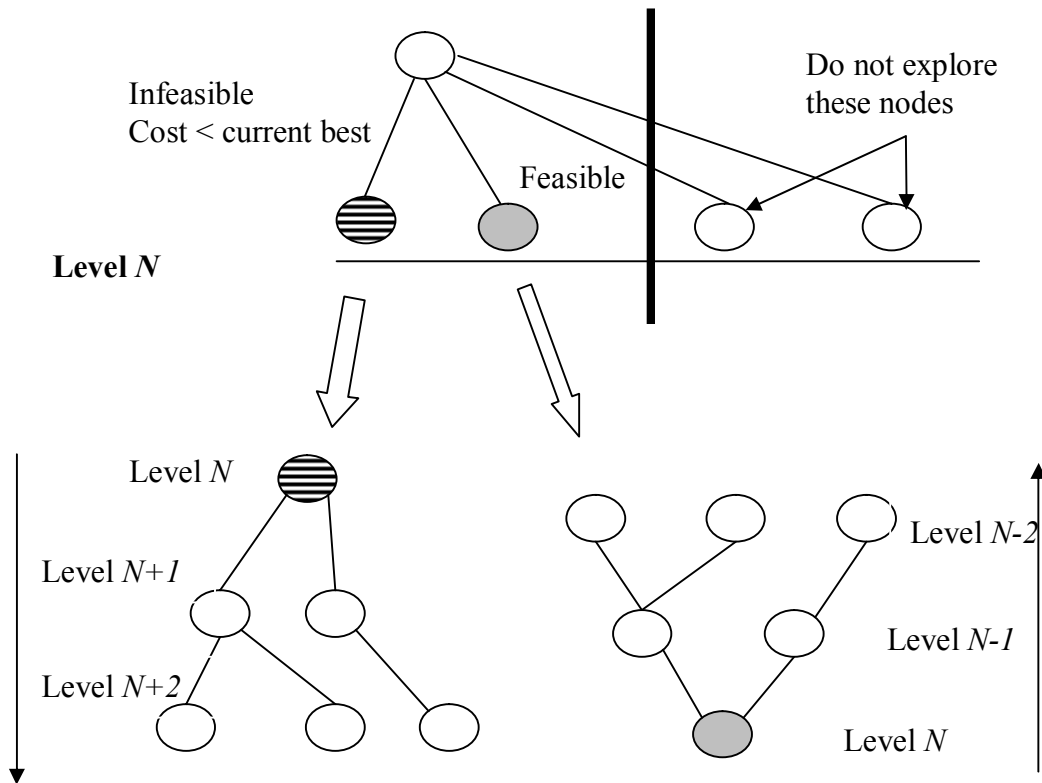 Infeasible
Cost < current best
Do not explore
these nodes
Feasible
Level N
Level N
Level N+1
Level N+2
Level N-2
Level N-1
Level N